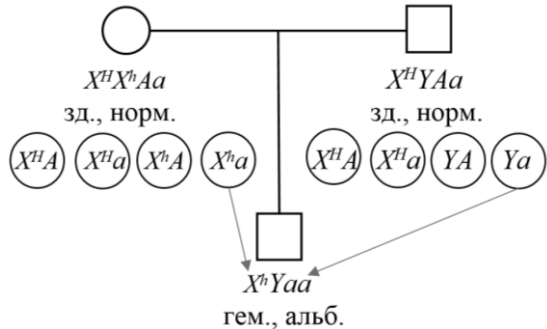 XᴴXʰAa XᴴYAa
зд., норм. зд., норм.
XᴴA Xᴴa XʰA Xʰa XᴴA Xᴴa YA Ya
XʰYaa
гем., альб.